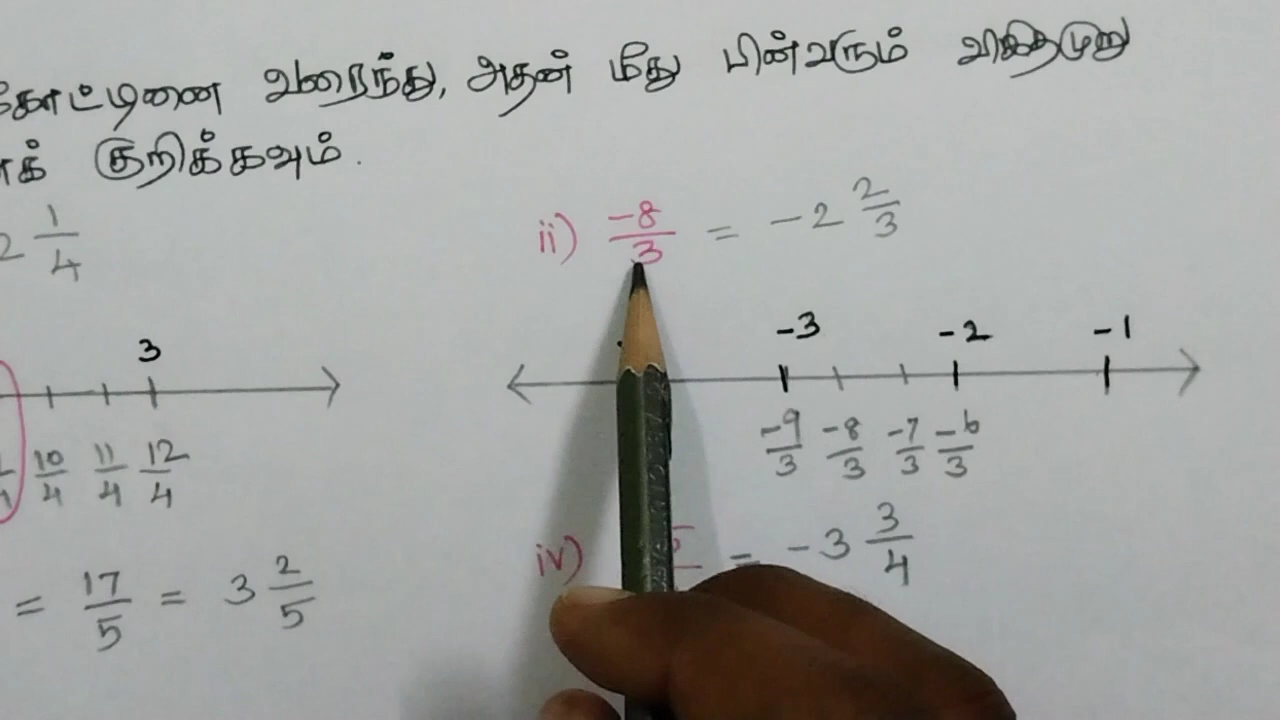 கோட்டினை வரைந்து, அதன் மீது பின்வரும் விகிதமுறு
குறிக்கவும்.
2 1/4
ii) -8/3 = -2 2/3
3
-3 -2 -1
10/4 11/4 12/4
-9/3 -8/3 -7/3 -6/3
= 17/5 = 3 2/5
iv) = -3 3/4